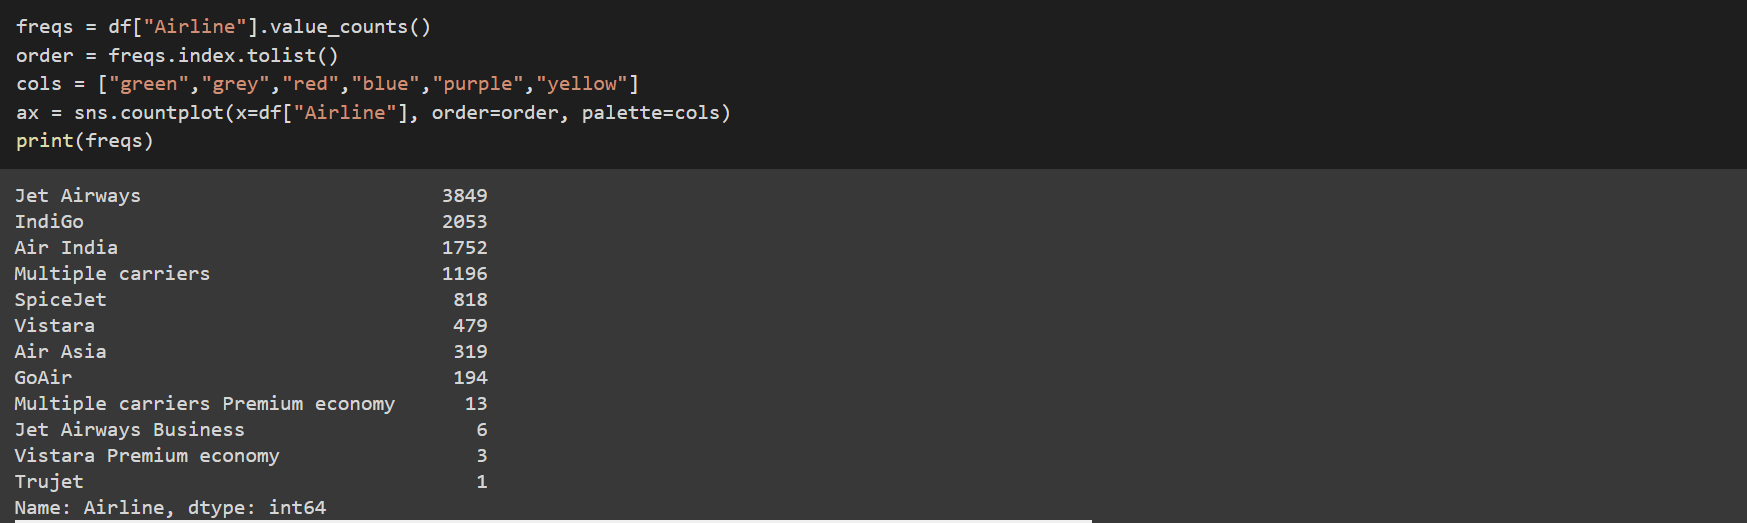 freqs = df["Airline"].value_counts()
order = freqs.index.tolist()
cols = ["green","grey","red","blue","purple","yellow"]
ax = sns.countplot(x=df["Airline"], order=order, palette=cols)
print(freqs)
Jet Airways                          3849
IndiGo                               2053
Air India                            1752
Multiple carriers                    1196
SpiceJet                              818
Vistara                               479
Air Asia                              319
GoAir                                 194
Multiple carriers Premium economy      13
Jet Airways Business                    6
Vistara Premium economy                 3
Trujet                                  1
Name: Airline, dtype: int64